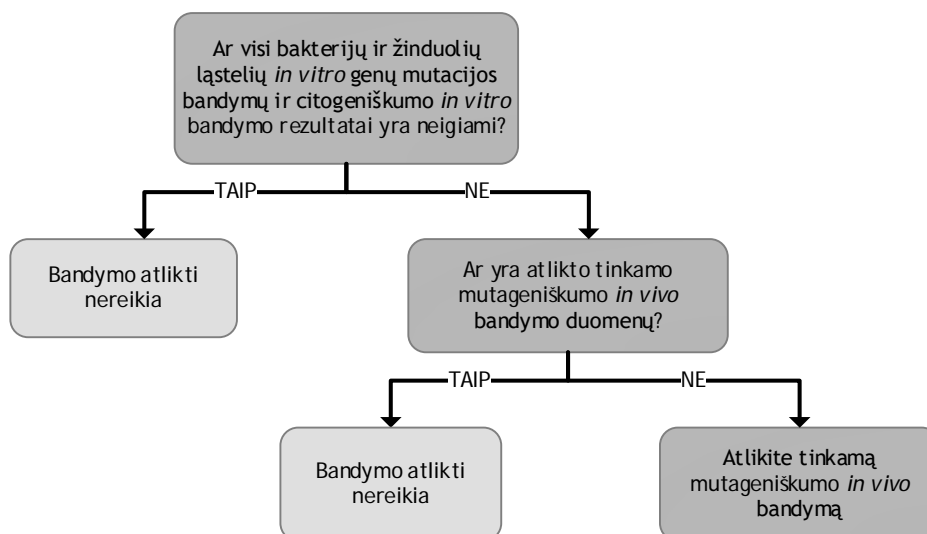 Ar visi bakterijų ir žinduolių
ląstelių in vitro genų mutacijos
bandymų ir citogeniškumo in vitro
bandymo rezultatai yra neigiami?
TAIP
NE
Bandymo atlikti
nereikia
Ar yra atlikto tinkamo
mutageniškumo in vivo
bandymo duomenų?
TAIP
NE
Bandymo atlikti
nereikia
Atlikite tinkamą
mutageniškumo in vivo
bandymą